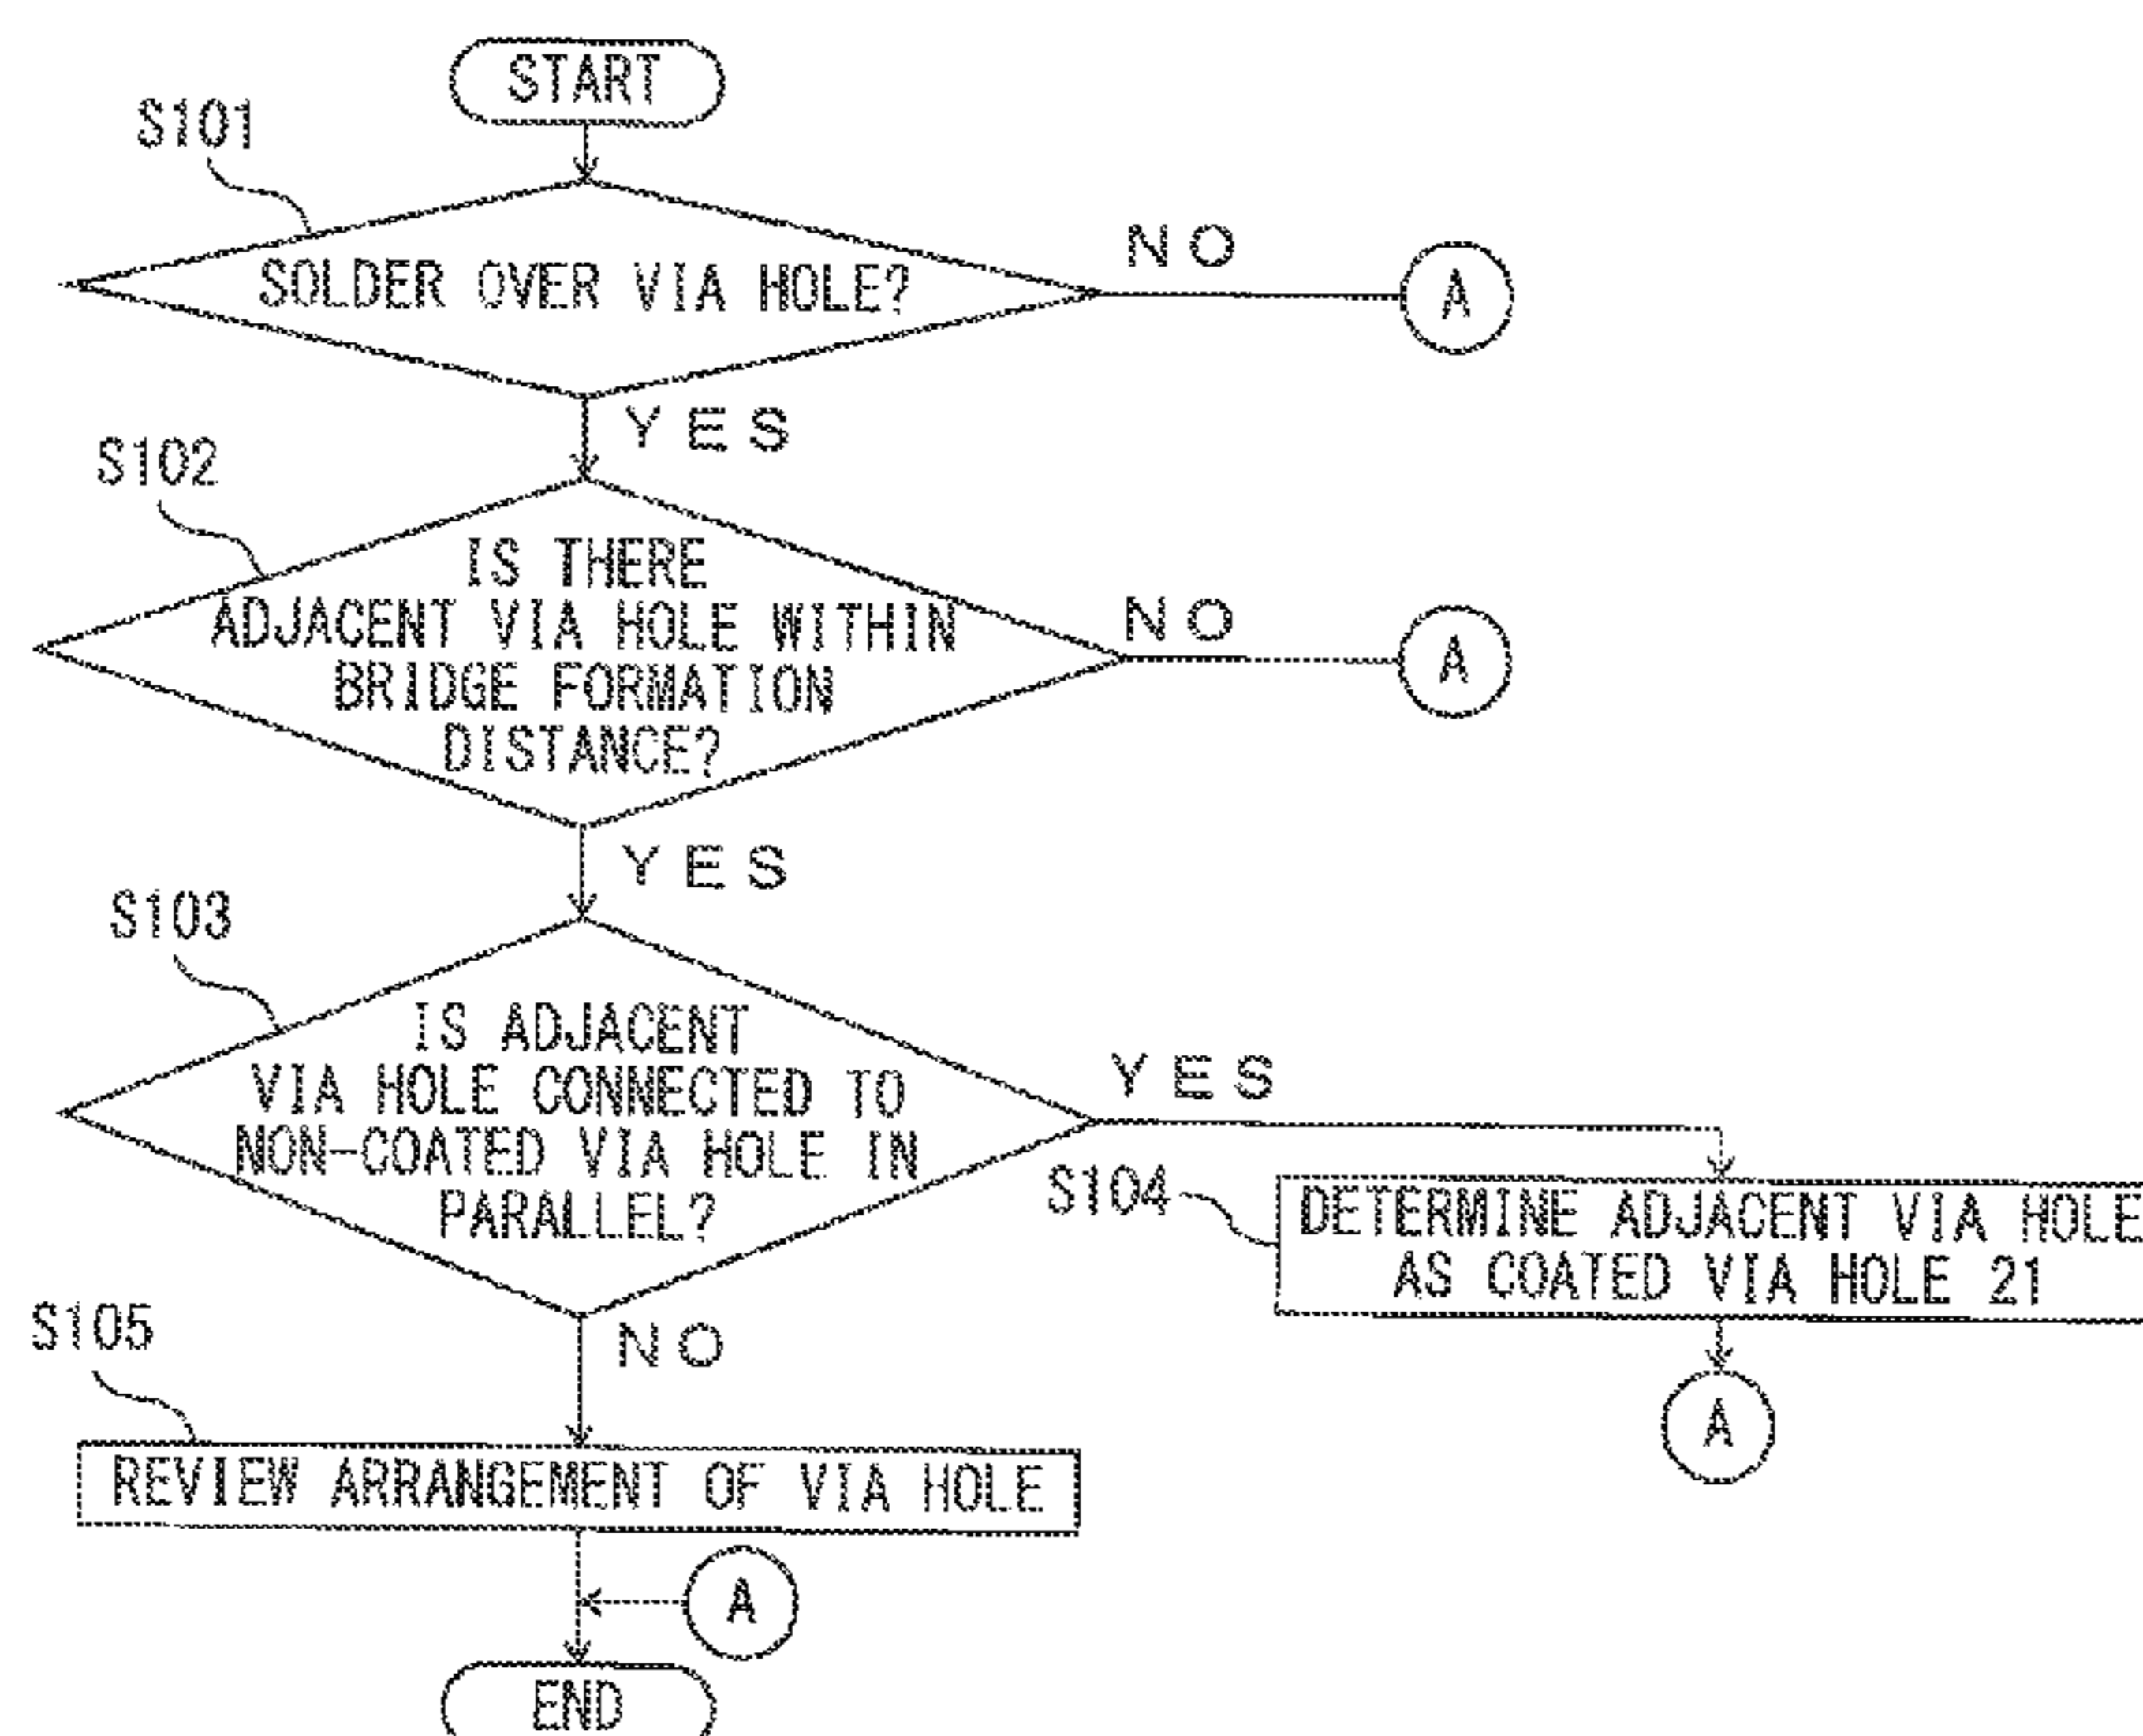 START
S101
SOLDER OVER VIA HOLE?
NO
A
YES
S102
IS THERE
ADJACENT VIA HOLE WITHIN
BRIDGE FORMATION
DISTANCE?
NO
A
YES
S103
IS ADJACENT
VIA HOLE CONNECTED TO
NON-COATED VIA HOLE IN
PARALLEL?
YES
S104
DETERMINE ADJACENT VIA HOLE
AS COATED VIA HOLE 21
A
NO
S105
REVIEW ARRANGEMENT OF VIA HOLE
A
END